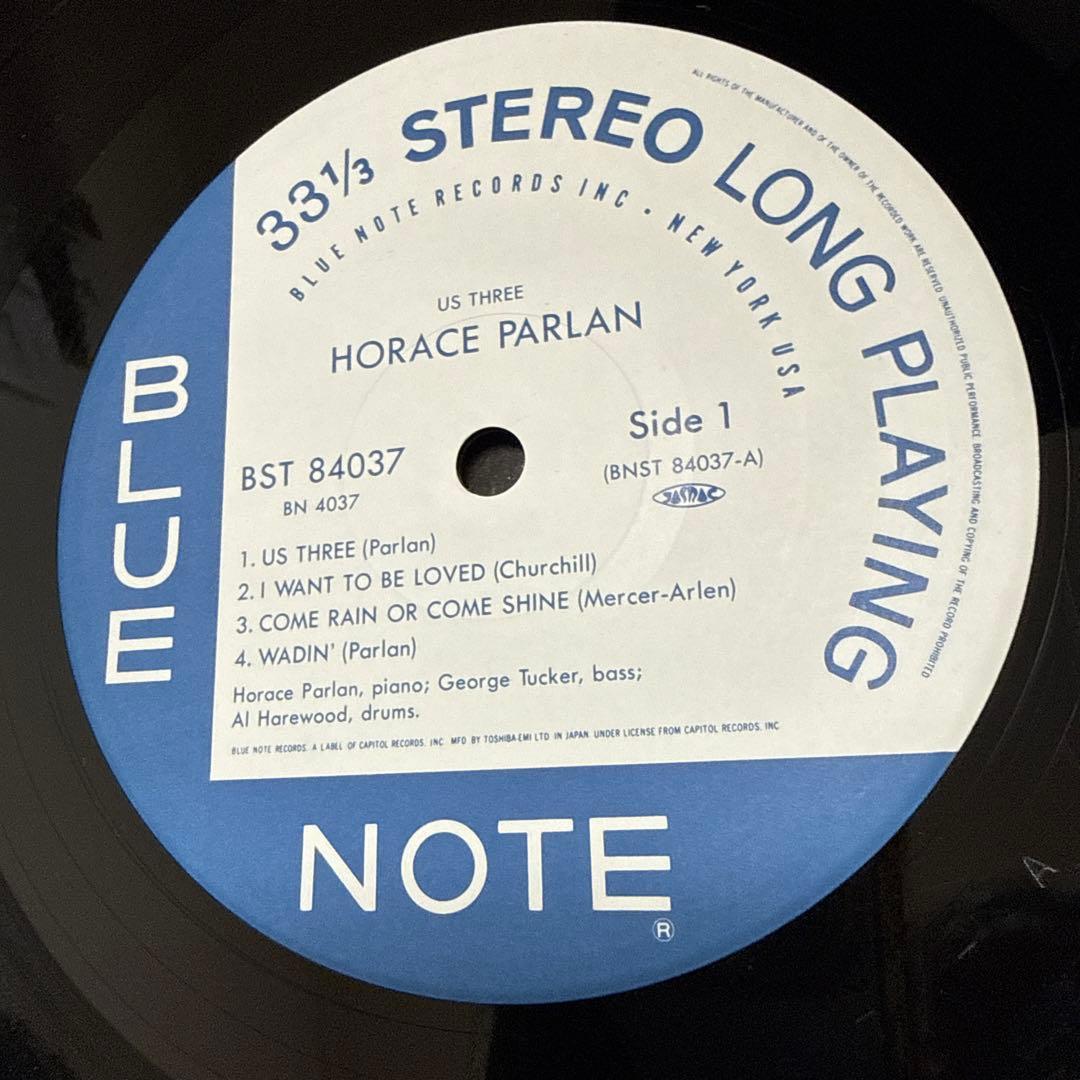 33⅓ STEREO LONG PLAYING
BLUE NOTE RECORDS INC · NEW YORK USA
ALL RIGHTS OF THE MANUFACTURER AND OF THE OWNER OF THE RECORDED WORK ARE RESERVED UNAUTHORIZED PUBLIC PERFORMANCE BROADCASTING AND COPYING OF THE RECORD PROHIBITED
US THREE
HORACE PARLAN
BST 84037
BN 4037
Side 1
(BNST 84037-A)
JASRAC
1. US THREE (Parlan)
2. I WANT TO BE LOVED (Churchill)
3. COME RAIN OR COME SHINE (Mercer-Arlen)
4. WADIN' (Parlan)
Horace Parlan, piano; George Tucker, bass;
Al Harewood, drums.
BLUE NOTE RECORDS. A LABEL OF CAPITOL RECORDS, INC. MFD BY TOSHIBA-EMI LTD IN JAPAN. UNDER LICENSE FROM CAPITOL RECORDS. INC
BLUE
NOTE
®
A